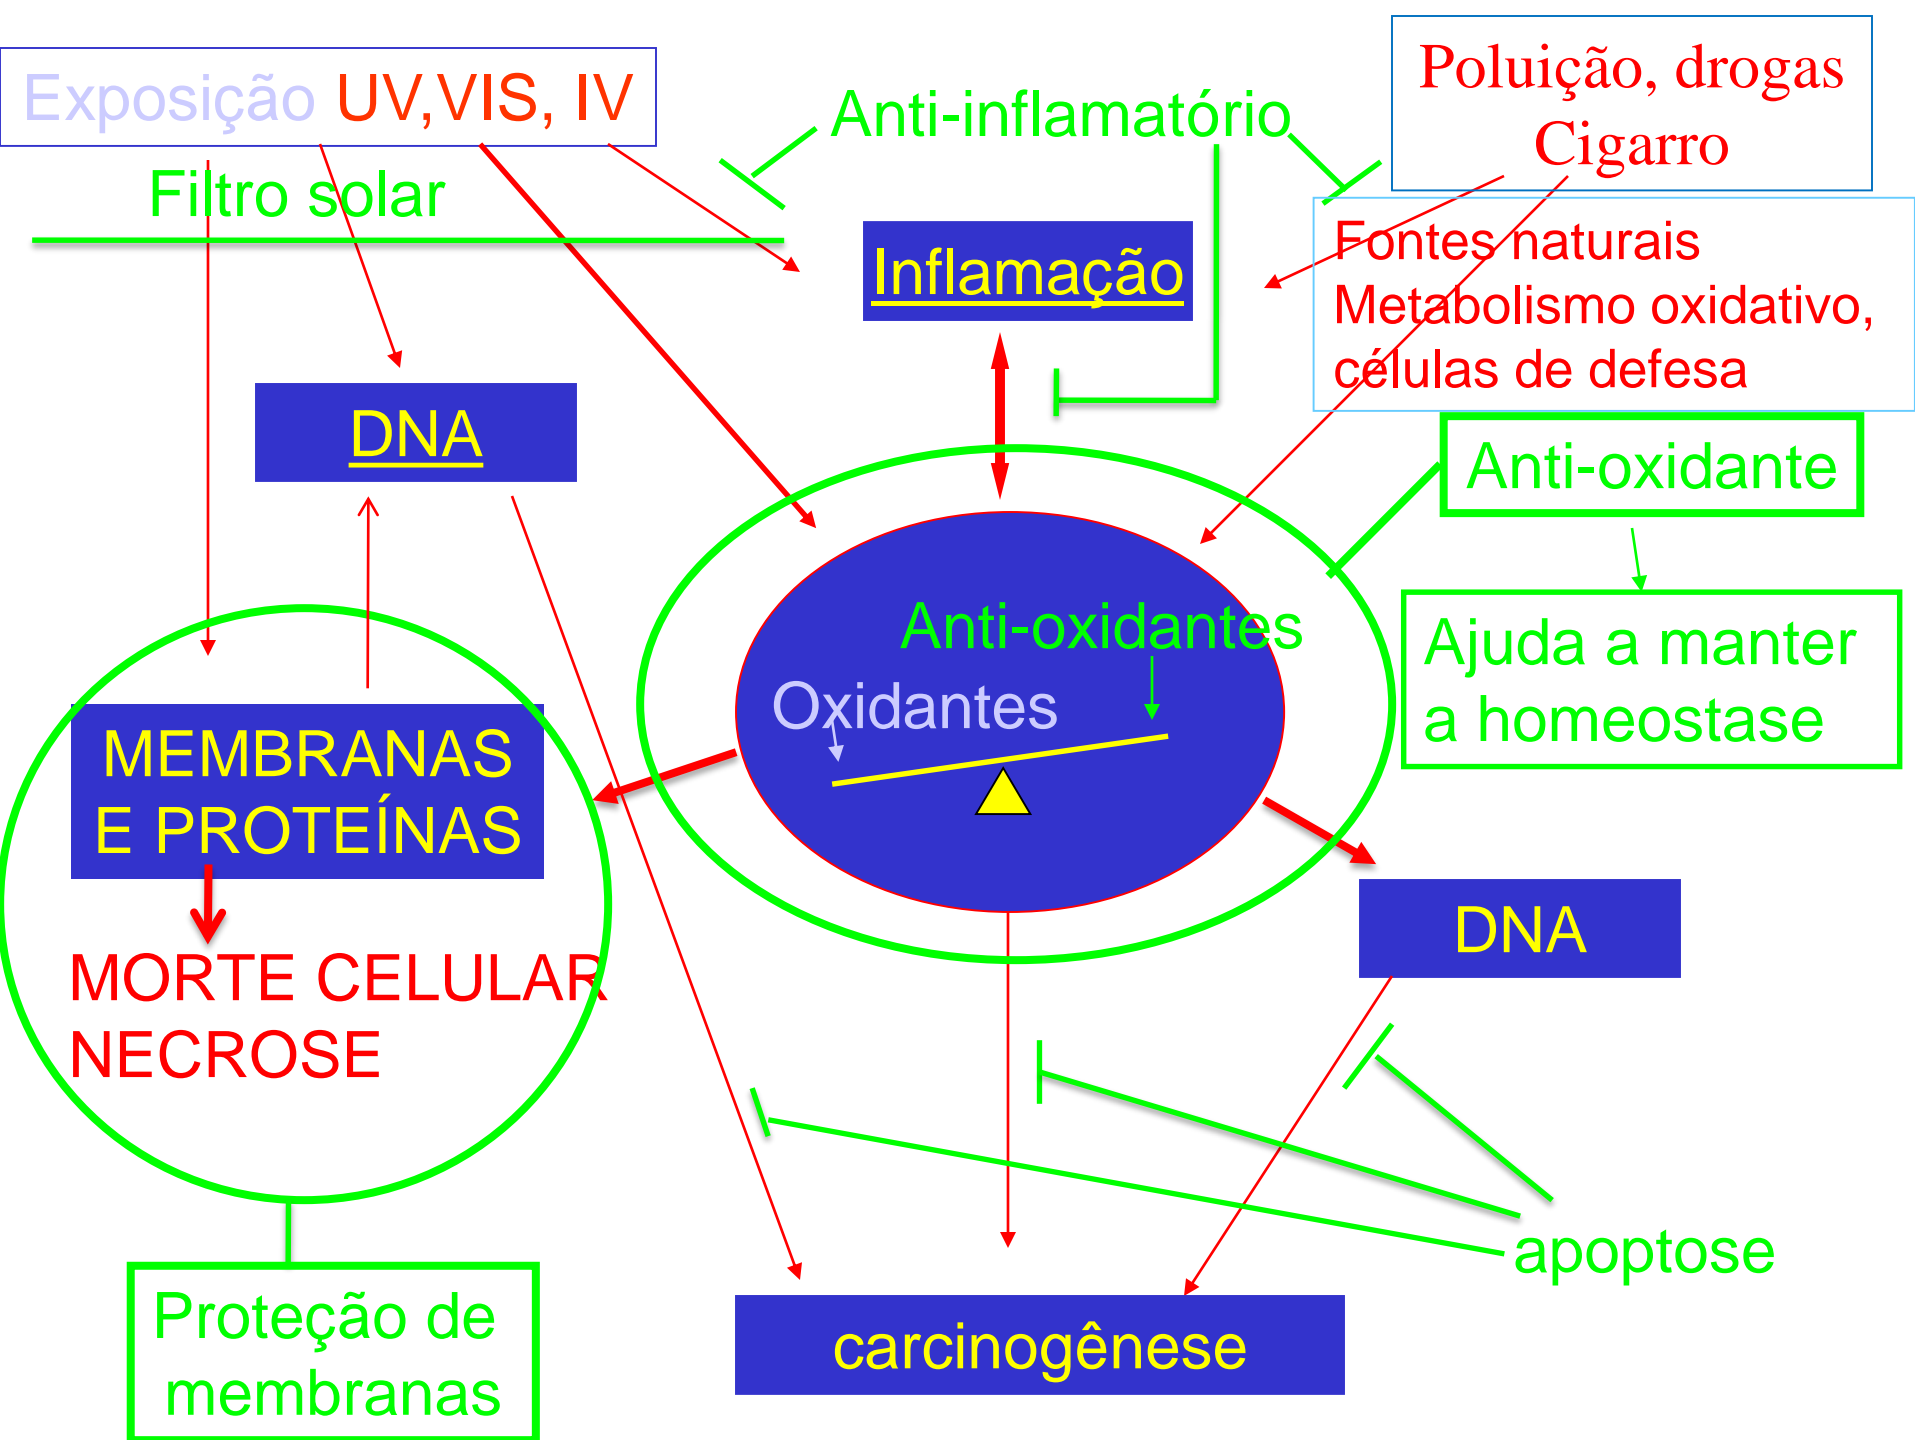 Exposição UV,VIS, IV
Filtro solar
Anti-inflamatório
Poluição, drogas
Cigarro
Inflamação
Fontes naturais
Metabolismo oxidativo,
células de defesa
DNA
Anti-oxidante
Anti-oxidantes
Oxidantes
Ajuda a manter
a homeostase
MEMBRANAS
E PROTEÍNAS
MORTE CELULAR
NECROSE
DNA
apoptose
Proteção de
membranas
carcinogênese